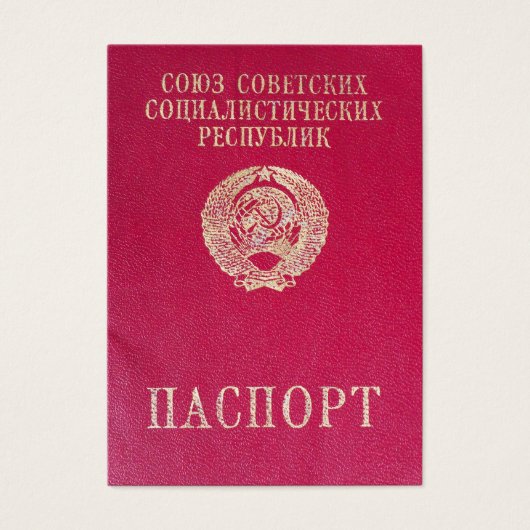 СОЮЗ СОВЕТСКИХ
СОЦИАЛИСТИЧЕСКИХ
РЕСПУБЛИК
ПАСПОРТ